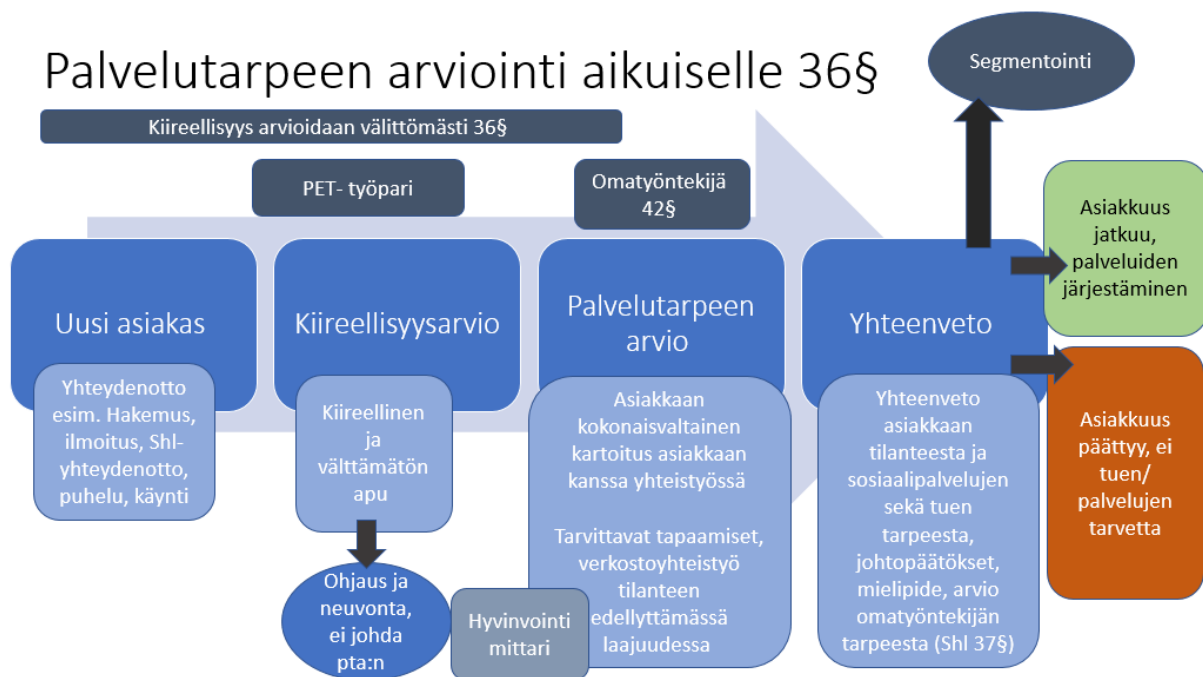 Palvelutarpeen arviointi aikuiselle 36§
Segmentointi
Kiireellisyys arvioidaan välittömästi 36§
PET- työpari
Omatyöntekijä
42§
Uusi asiakas
Yhteydenotto
esim. Hakemus,
ilmoitus, Shl-
yhteydenotto,
puhelu, käynti
Kiireellisyysarvio
Kiireellinen
ja
välttämätön
apu
Ohjaus ja
neuvonta,
ei johda
pta:n
Palvelutarpeen
arvio
Asiakkaan
kokonaisvaltainen
kartoitus asiakkaan
kanssa yhteistyössä
Tarvittavat tapaamiset,
verkostoyhteistyö
tilanteen
edellyttämässä
laajuudessa
Hyvinvointi
mittari
Yhteenveto
Yhteenveto
asiakkaan
tilanteesta ja
sosiaalipalvelujen
sekä tuen
tarpeesta,
johtopäätökset,
mielipide, arvio
omatyöntekijän
tarpeesta (Shl 37§)
Asiakkuus
jatkuu,
palveluiden
järjestäminen
Asiakkuus
päättyy, ei
tuen/
palvelujen
tarvetta